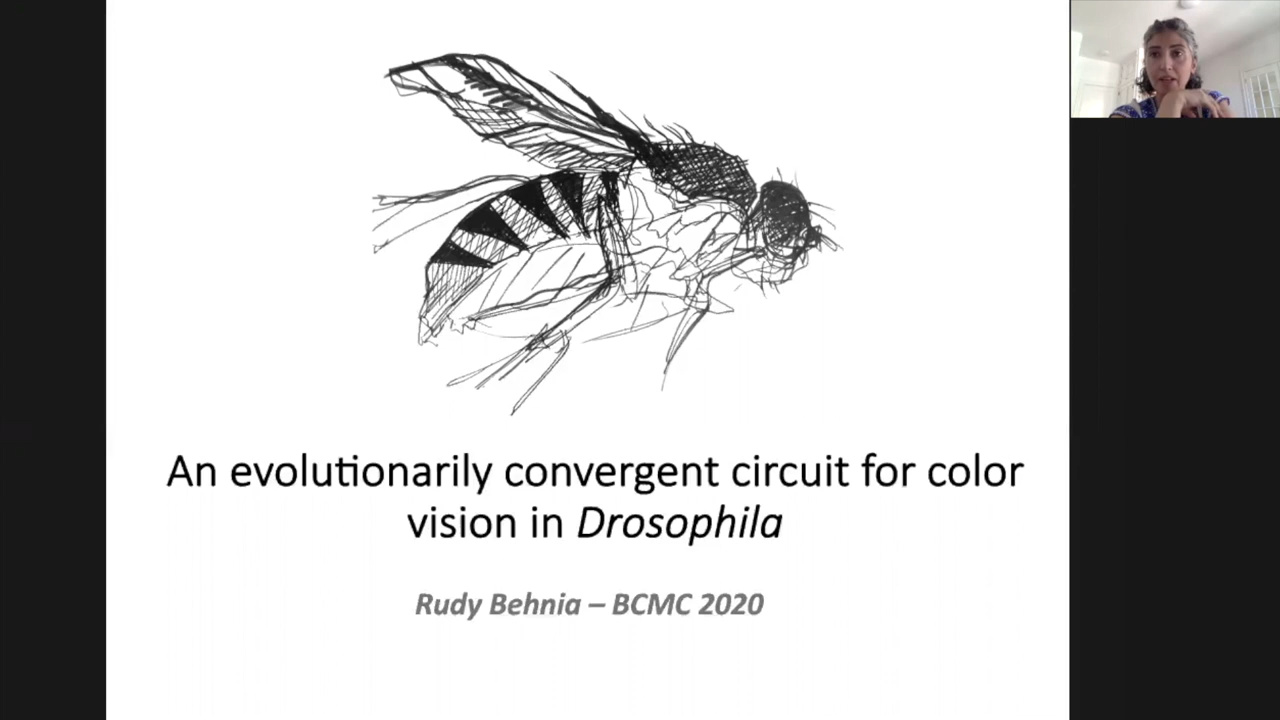 An evolutionarily convergent circuit for color
vision in Drosophila
Rudy Behnia – BCMC 2020